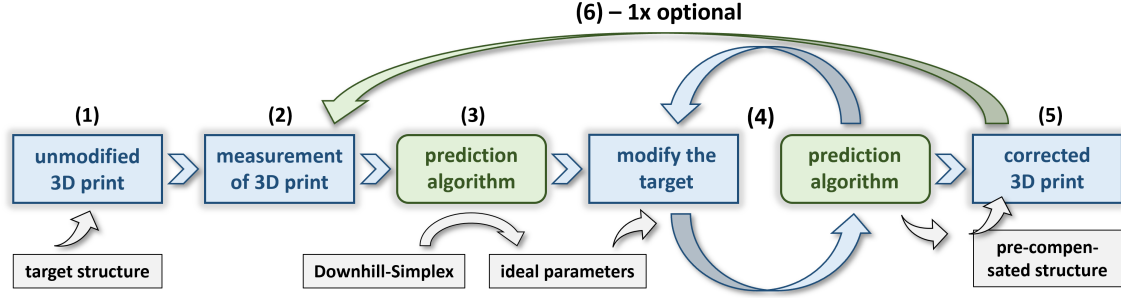 (6) – 1x optional
(1)
(2)
(3)
(4)
(5)
unmodified
3D print
measurement
of 3D print
prediction
algorithm
modify the
target
prediction
algorithm
corrected
3D print
target structure
Downhill-Simplex
ideal parameters
pre-compen-
sated structure